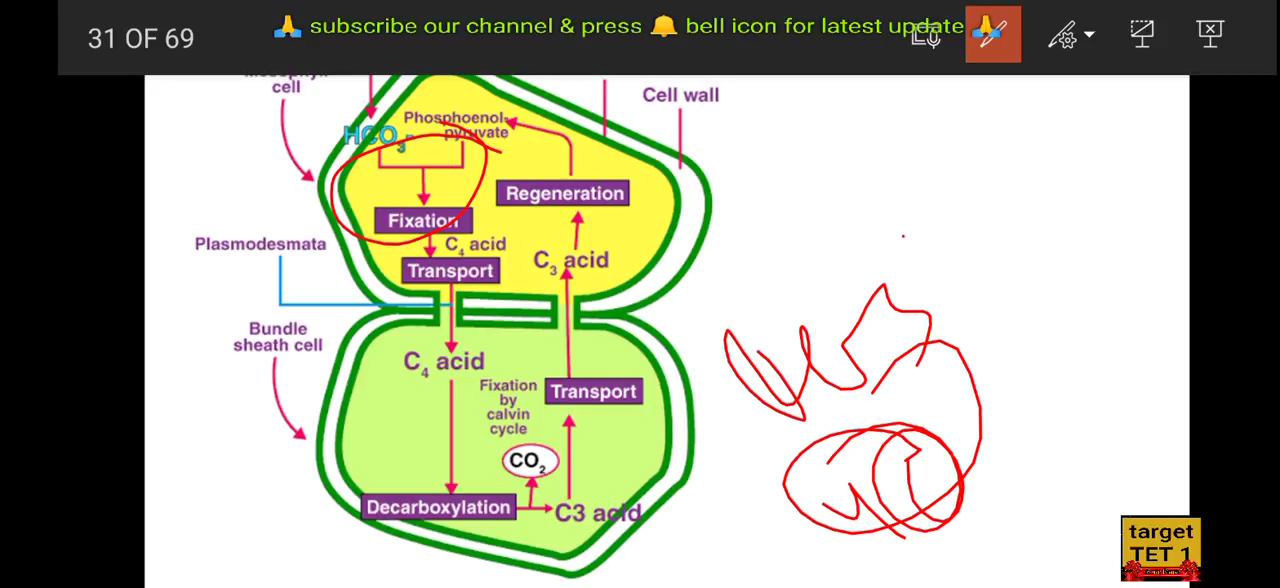 31 OF 69
🙏 subscribe our channel & press 🔔 bell icon for latest update 🙏
cell
Cell wall
Phosphoenol-
pyruvate
HCO₃⁻
Regeneration
Fixation
C₄ acid
Plasmodesmata
C₃ acid
Transport
Bundle
sheath cell
C₄ acid
Fixation
by
calvin
cycle
Transport
CO₂
Decarboxylation
C3 acid
target
TET 1